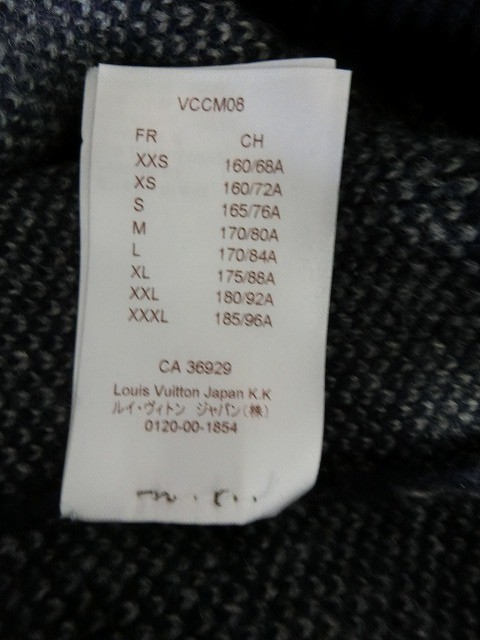 VCCM08
FR CH
XXS 160/68A
XS 160/72A
S 165/76A
M 170/80A
L 170/84A
XL 175/88A
XXL 180/92A
XXXL 185/96A
CA 36929
Louis Vuitton Japan K.K
ルイ・ヴィトン ジャパン(株)
0120-00-1854